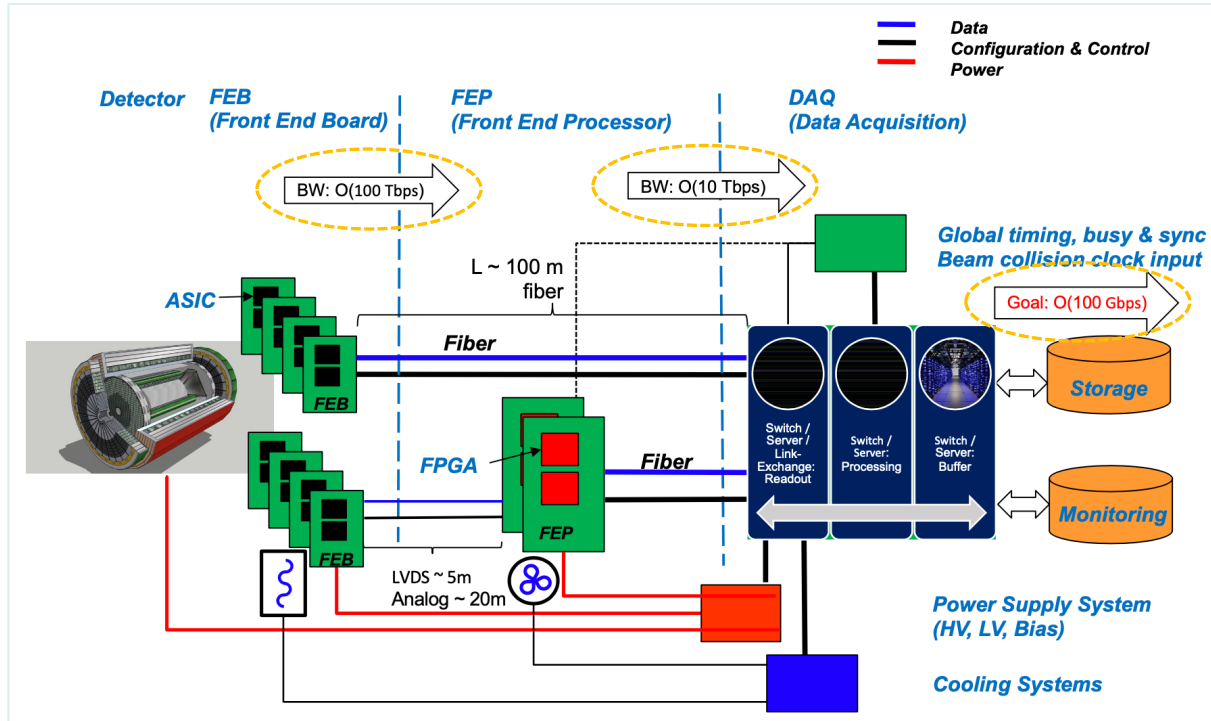 Data
Configuration & Control
Power
Detector
FEB
(Front End Board)
FEP
(Front End Processor)
DAQ
(Data Acquisition)
BW: O(100 Tbps)
BW: O(10 Tbps)
Global timing, busy & sync
Beam collision clock input
Goal: O(100 Gbps)
L ~ 100 m
fiber
ASIC
Fiber
FEB
Storage
Switch /
Server /
Link-
Exchange:
Readout
Switch /
Server:
Processing
Switch /
Server:
Buffer
FPGA
Fiber
Monitoring
FEP
FEB
LVDS ~ 5m
Analog ~ 20m
Power Supply System
(HV, LV, Bias)
Cooling Systems